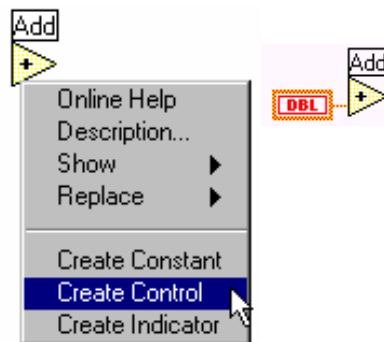 Add
Add
DBL
Online Help
Description...
Show
Replace
Create Constant
Create Control
Create Indicator